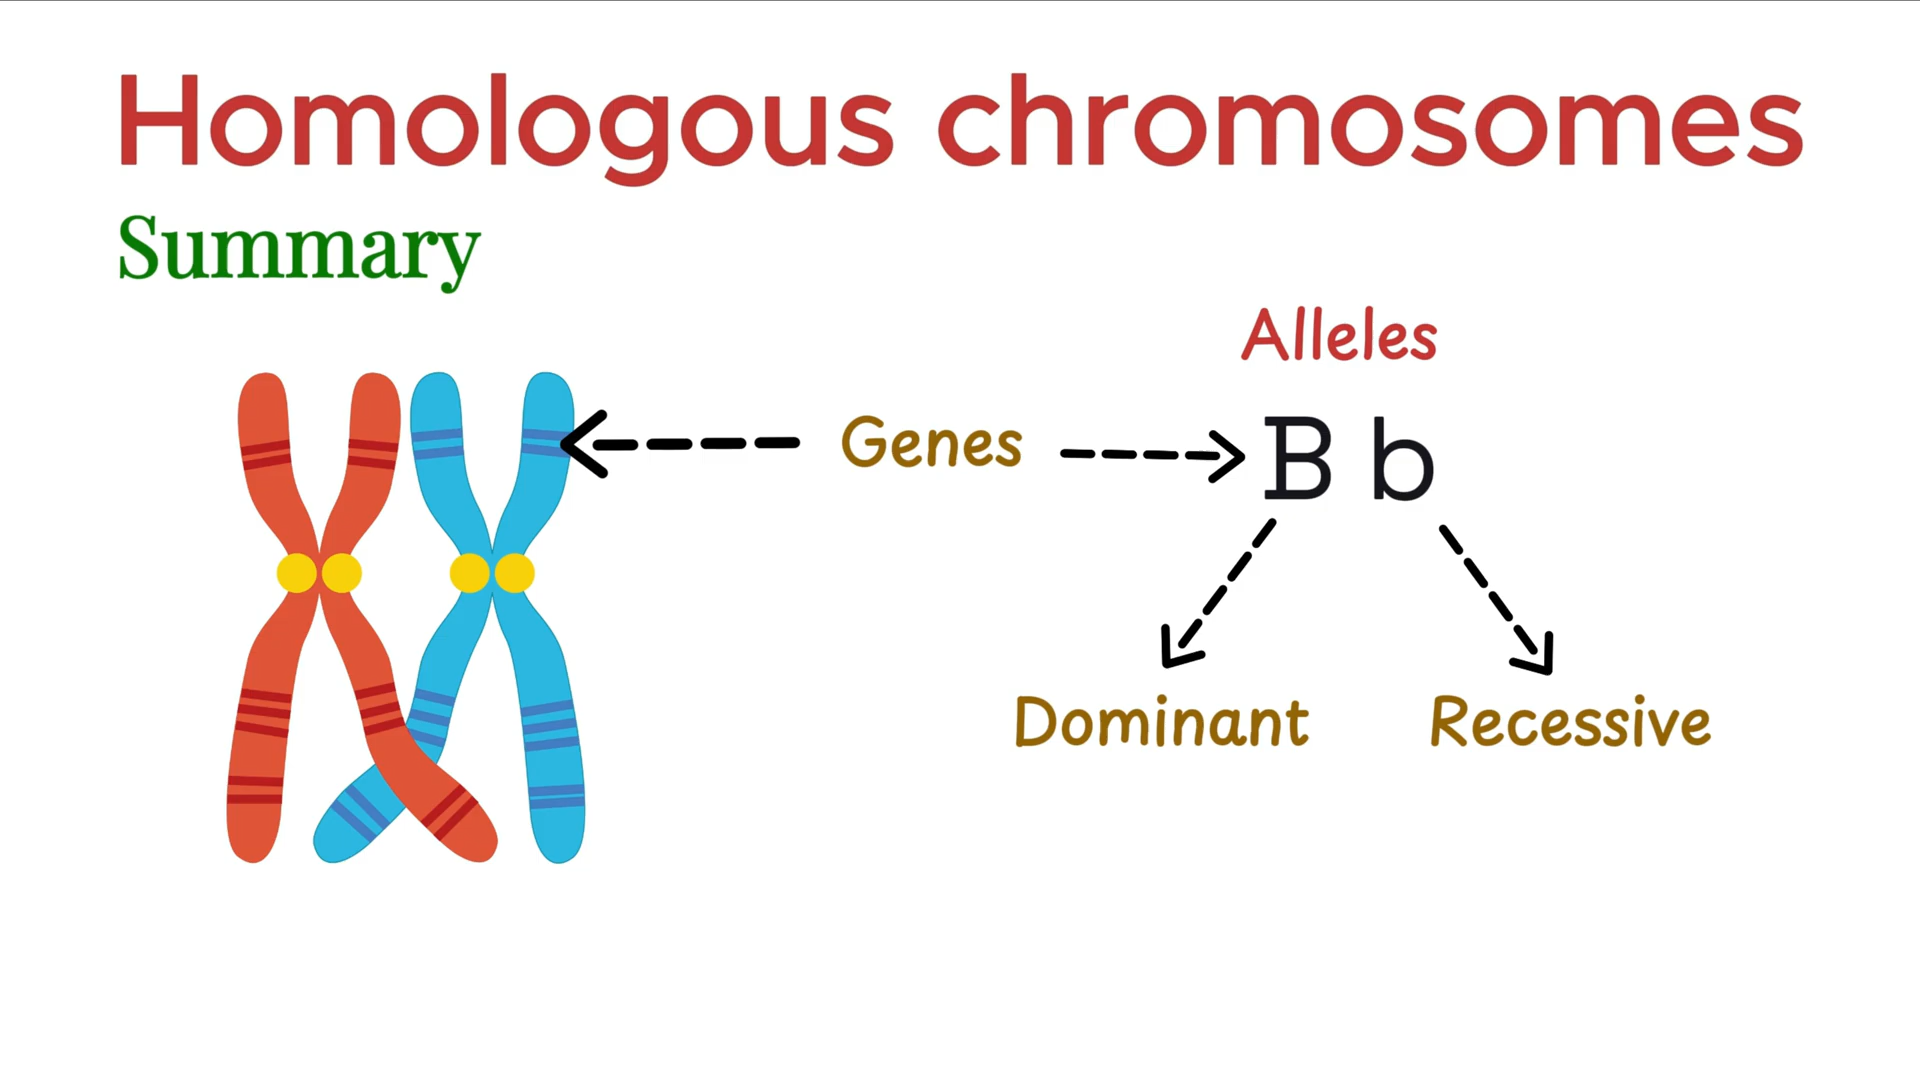 Homologous chromosomes
Summary
Alleles
Genes
B b
Dominant
Recessive